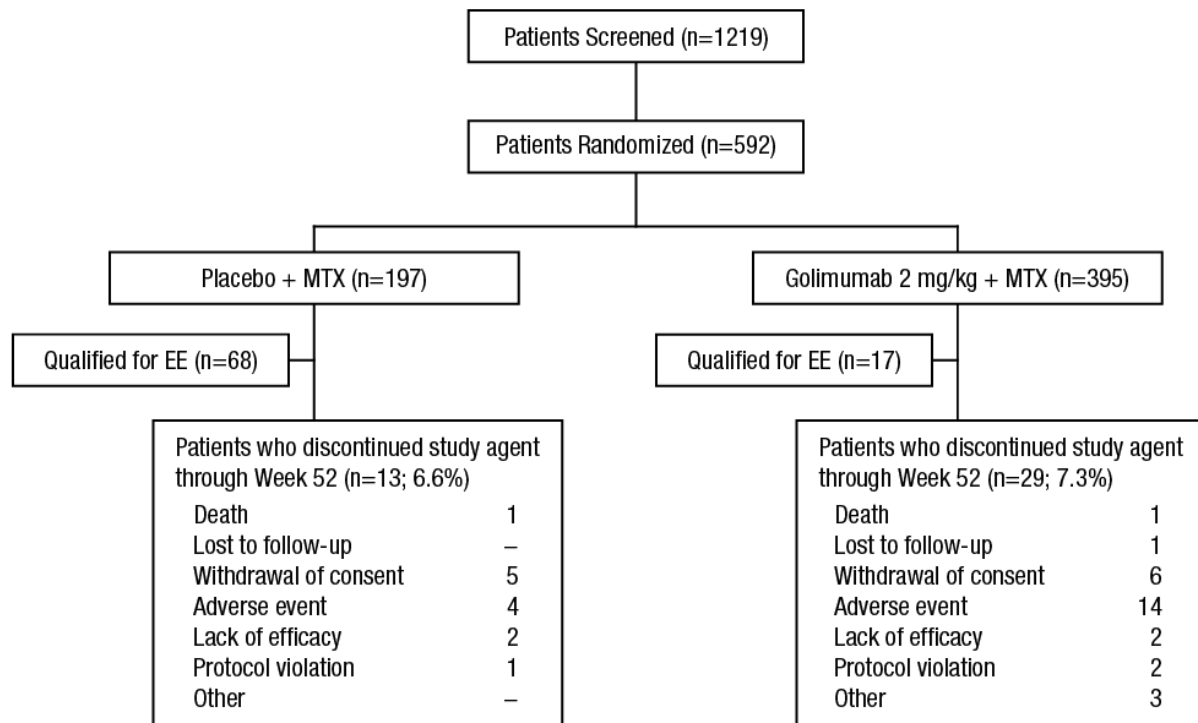 Patients Screened (n=1219)
Patients Randomized (n=592)
Placebo + MTX (n=197)
Golimumab 2 mg/kg + MTX (n=395)
Qualified for EE (n=68)
Qualified for EE (n=17)
Patients who discontinued study agent
through Week 52 (n=13; 6.6%)
Death 1
Lost to follow-up –
Withdrawal of consent 5
Adverse event 4
Lack of efficacy 2
Protocol violation 1
Other –
Patients who discontinued study agent
through Week 52 (n=29; 7.3%)
Death 1
Lost to follow-up 1
Withdrawal of consent 6
Adverse event 14
Lack of efficacy 2
Protocol violation 2
Other 3